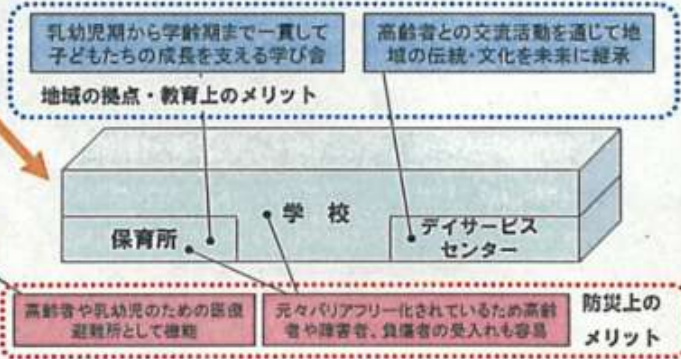 乳幼児期から学齢期まで一貫して
子どもたちの成長を支える学び舎
高齢者との交流活動を通じて地
域の伝統・文化を未来に継承
地域の拠点・教育上のメリット
学 校
保育所
デイサービス
センター
高齢者や乳幼児のための医療
避難所として機能
元々バリアフリー化されているため高齢
者や障害者、負傷者の受入れも容易
防災上の
メリット